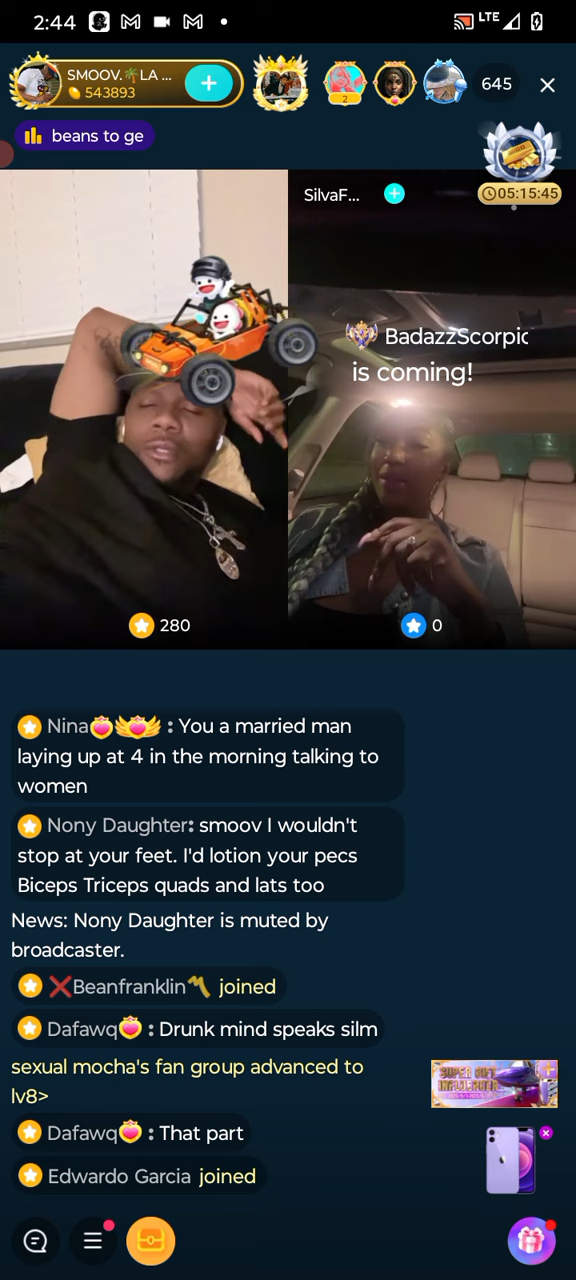 2:44
LTE
SMOOV.🌴LA ...
543893
2
645
beans to ge
05:15:45
SilvaF...
BadazzScorpic
is coming!
280
0
Nina : You a married man
laying up at 4 in the morning talking to
women
Nony Daughter: smoov I wouldn't
stop at your feet. I'd lotion your pecs
Biceps Triceps quads and lats too
News: Nony Daughter is muted by
broadcaster.
❌Beanfranklin〽️ joined
Dafawq : Drunk mind speaks silm
sexual mocha's fan group advanced to
lv8>
Dafawq : That part
Edwardo Garcia joined